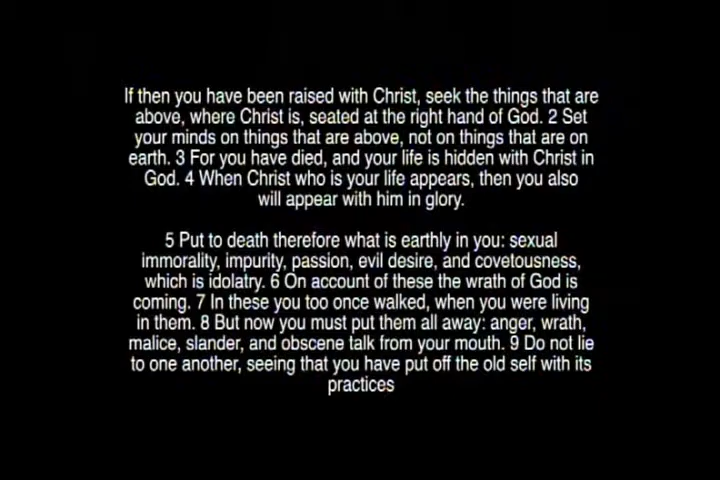 If then you have been raised with Christ, seek the things that are
above, where Christ is, seated at the right hand of God. 2 Set
your minds on things that are above, not on things that are on
earth. 3 For you have died, and your life is hidden with Christ in
God. 4 When Christ who is your life appears, then you also
will appear with him in glory.
5 Put to death therefore what is earthly in you: sexual
immorality, impurity, passion, evil desire, and covetousness,
which is idolatry. 6 On account of these the wrath of God is
coming. 7 In these you too once walked, when you were living
in them. 8 But now you must put them all away: anger, wrath,
malice, slander, and obscene talk from your mouth. 9 Do not lie
to one another, seeing that you have put off the old self with its
practices